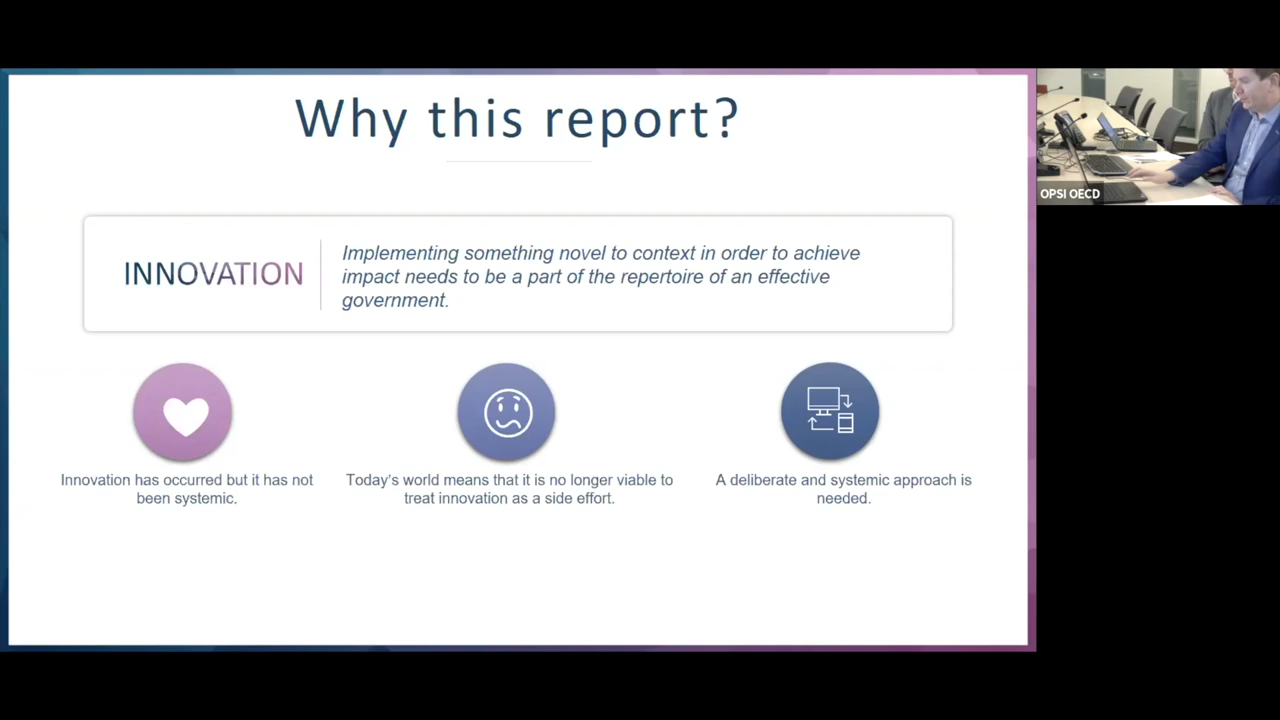 Why this report?
INNOVATION
Implementing something novel to context in order to achieve
impact needs to be a part of the repertoire of an effective
government.
Innovation has occurred but it has not
been systemic.
Today's world means that it is no longer viable to
treat innovation as a side effort.
A deliberate and systemic approach is
needed.
OPSI OECD